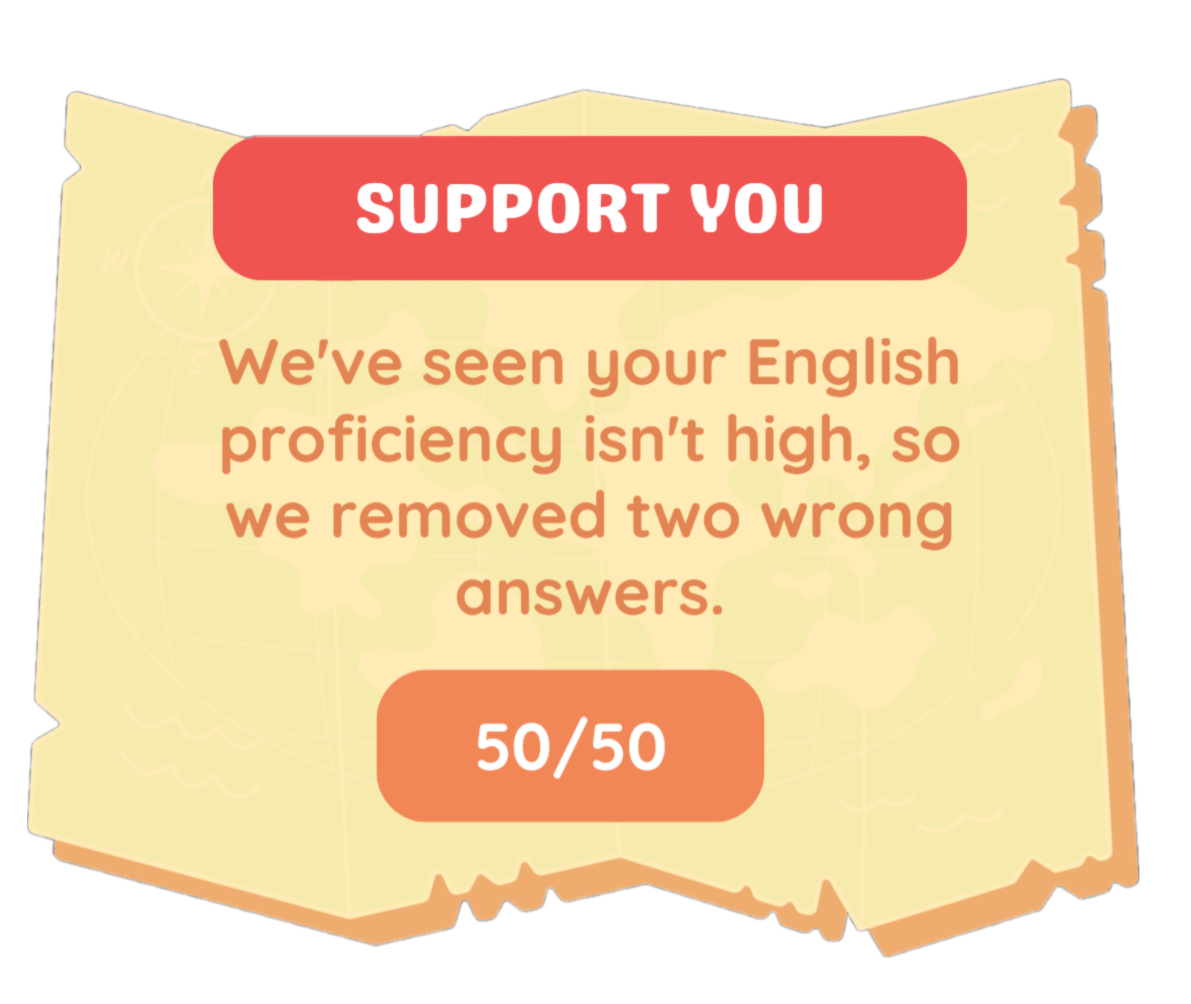 SUPPORT YOU
We've seen your English
proficiency isn't high, so
we removed two wrong
answers.
50/50